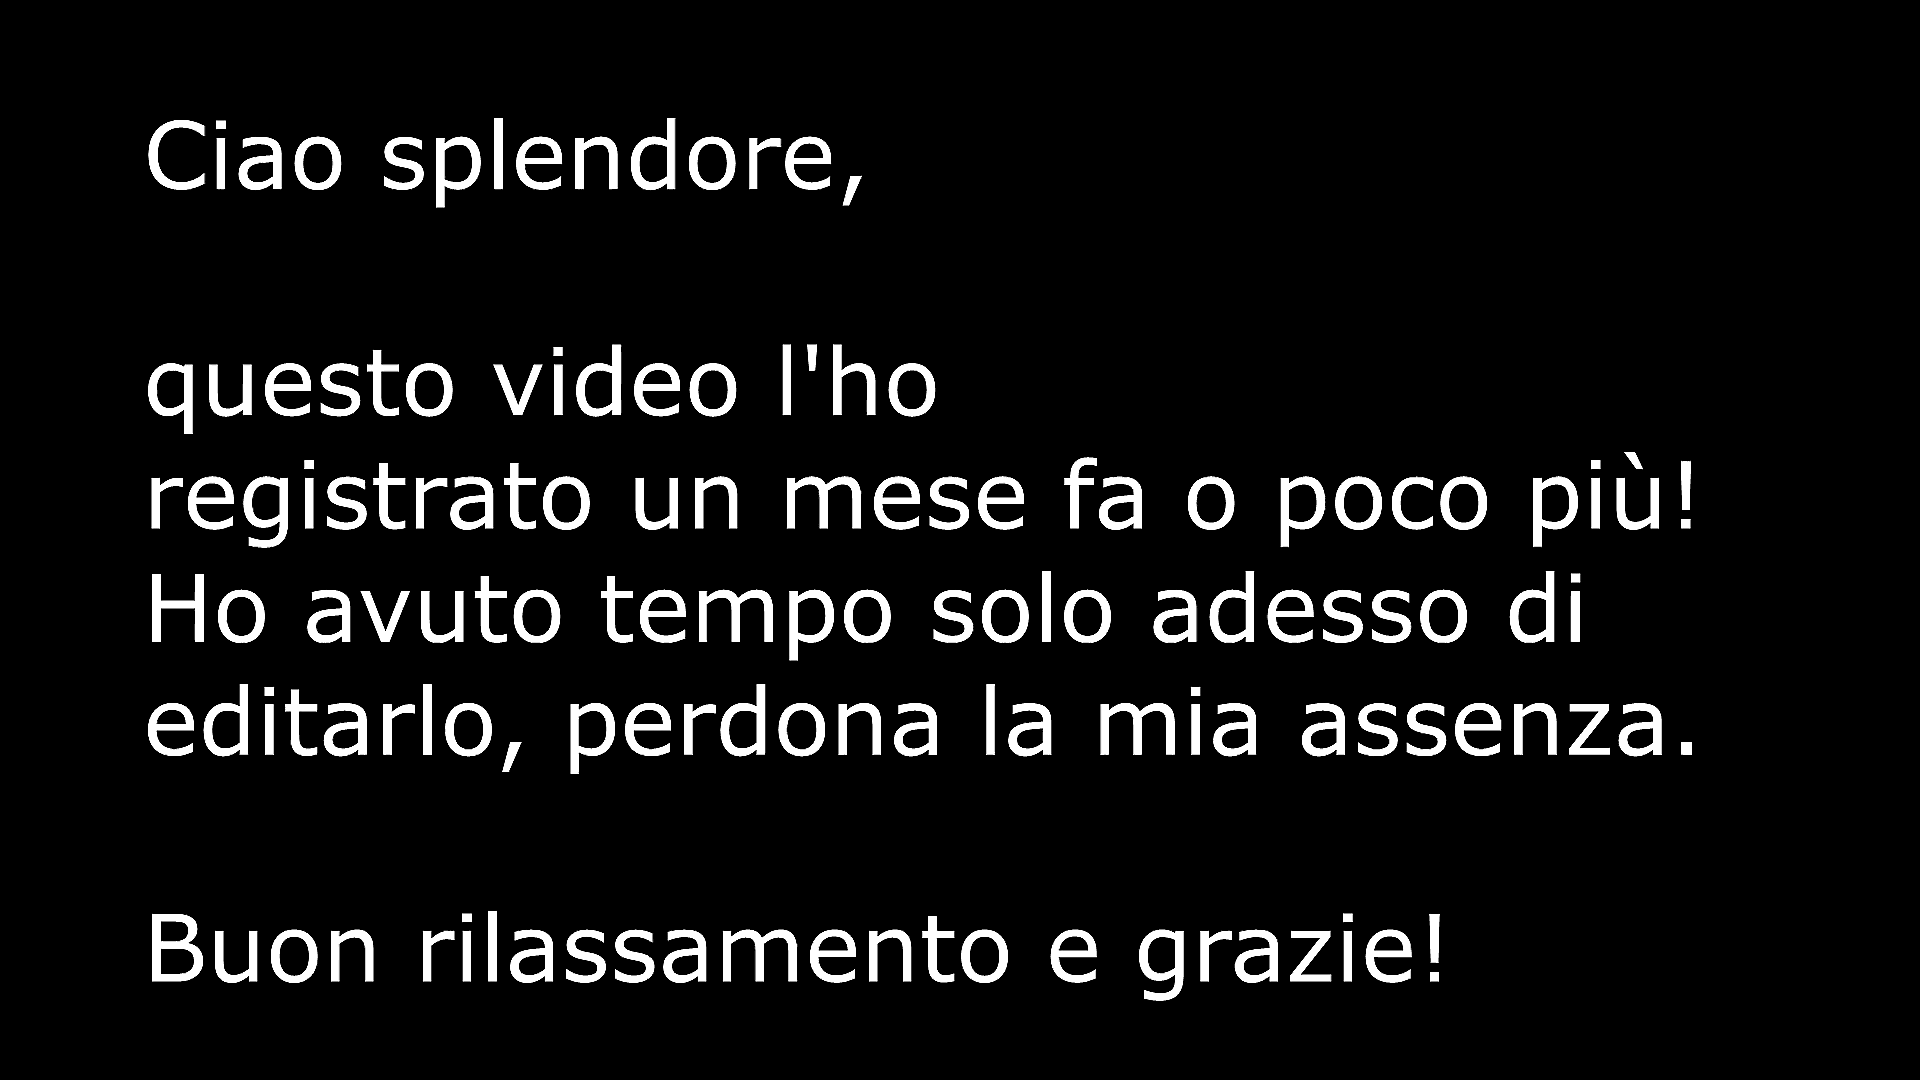 Ciao splendore,
questo video l'ho
registrato un mese fa o poco più!
Ho avuto tempo solo adesso di
editarlo, perdona la mia assenza.
Buon rilassamento e grazie!